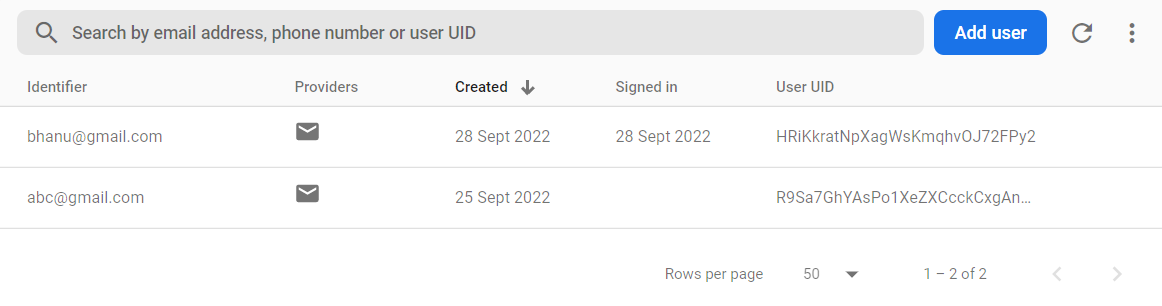 Search by email address, phone number or user UID Add user
Identifier Providers Created Signed in User UID
bhanu@gmail.com 28 Sept 2022 28 Sept 2022 HRiKkratNpXagWsKmqhvOJ72FPy2
abc@gmail.com 25 Sept 2022 R9Sa7GhYAsPo1XeZXCcckCxgAn...
Rows per page 50 1 – 2 of 2